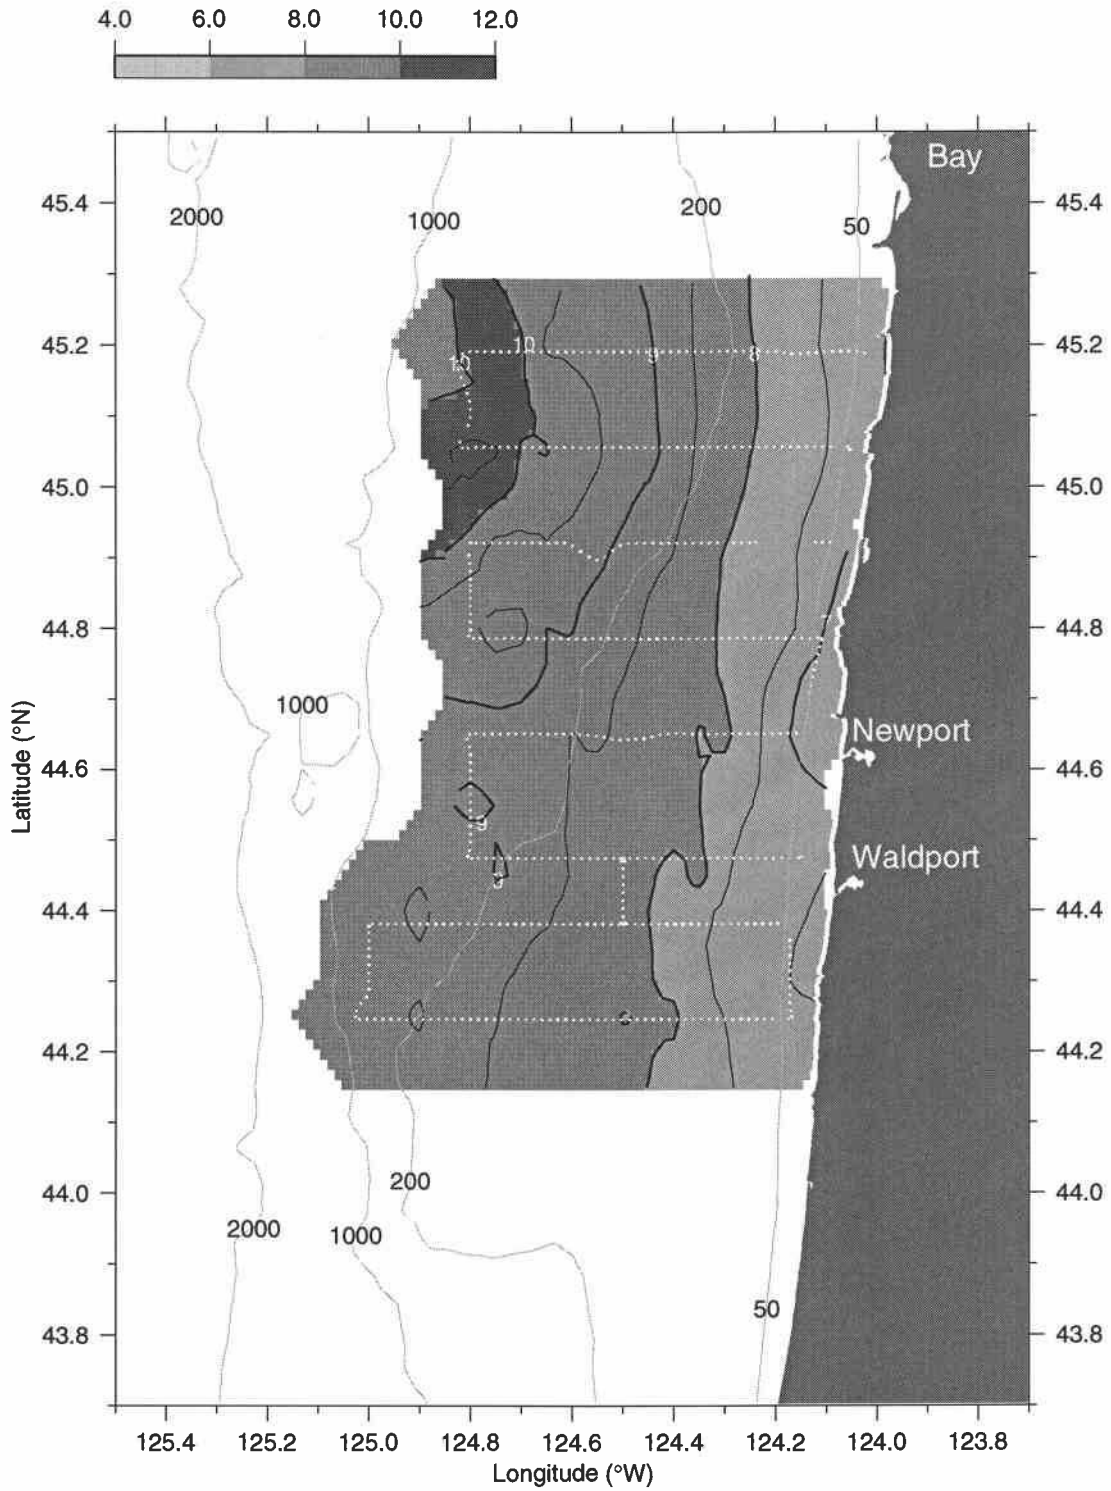 4.0 6.0 8.0 10.0 12.0
Bay
45.4 2000 1000 200 50 45.4
45.2 10 10 9 8 45.2
45.0 45.0
44.8 44.8
1000 Newport
44.6 44.6
9
Waldport
9
44.4 44.4
44.2 44.2
200
44.0 44.0
2000 1000
50
43.8 43.8
125.4 125.2 125.0 124.8 124.6 124.4 124.2 124.0 123.8
Longitude (°W)
Latitude (°N)